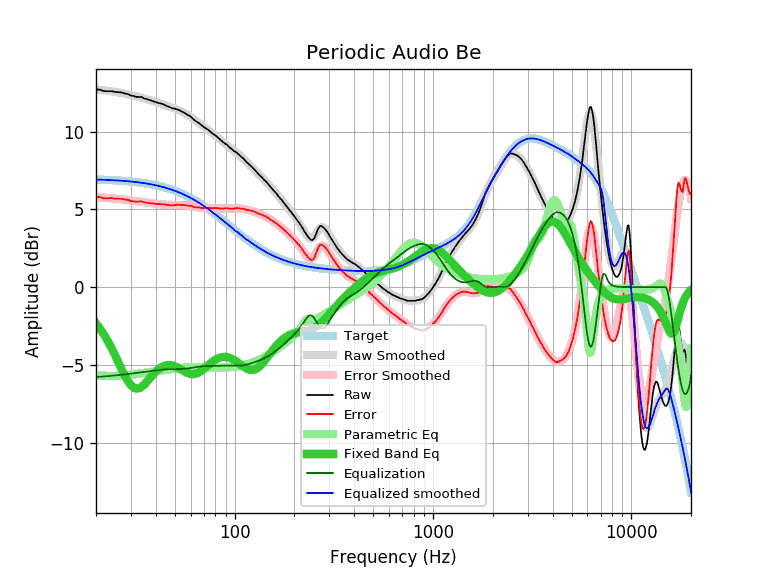 Periodic Audio Be
Amplitude (dBr)
10
5
0
−5
−10
Target
Raw Smoothed
Error Smoothed
Raw
Error
Parametric Eq
Fixed Band Eq
Equalization
Equalized smoothed
100
1000
10000
Frequency (Hz)